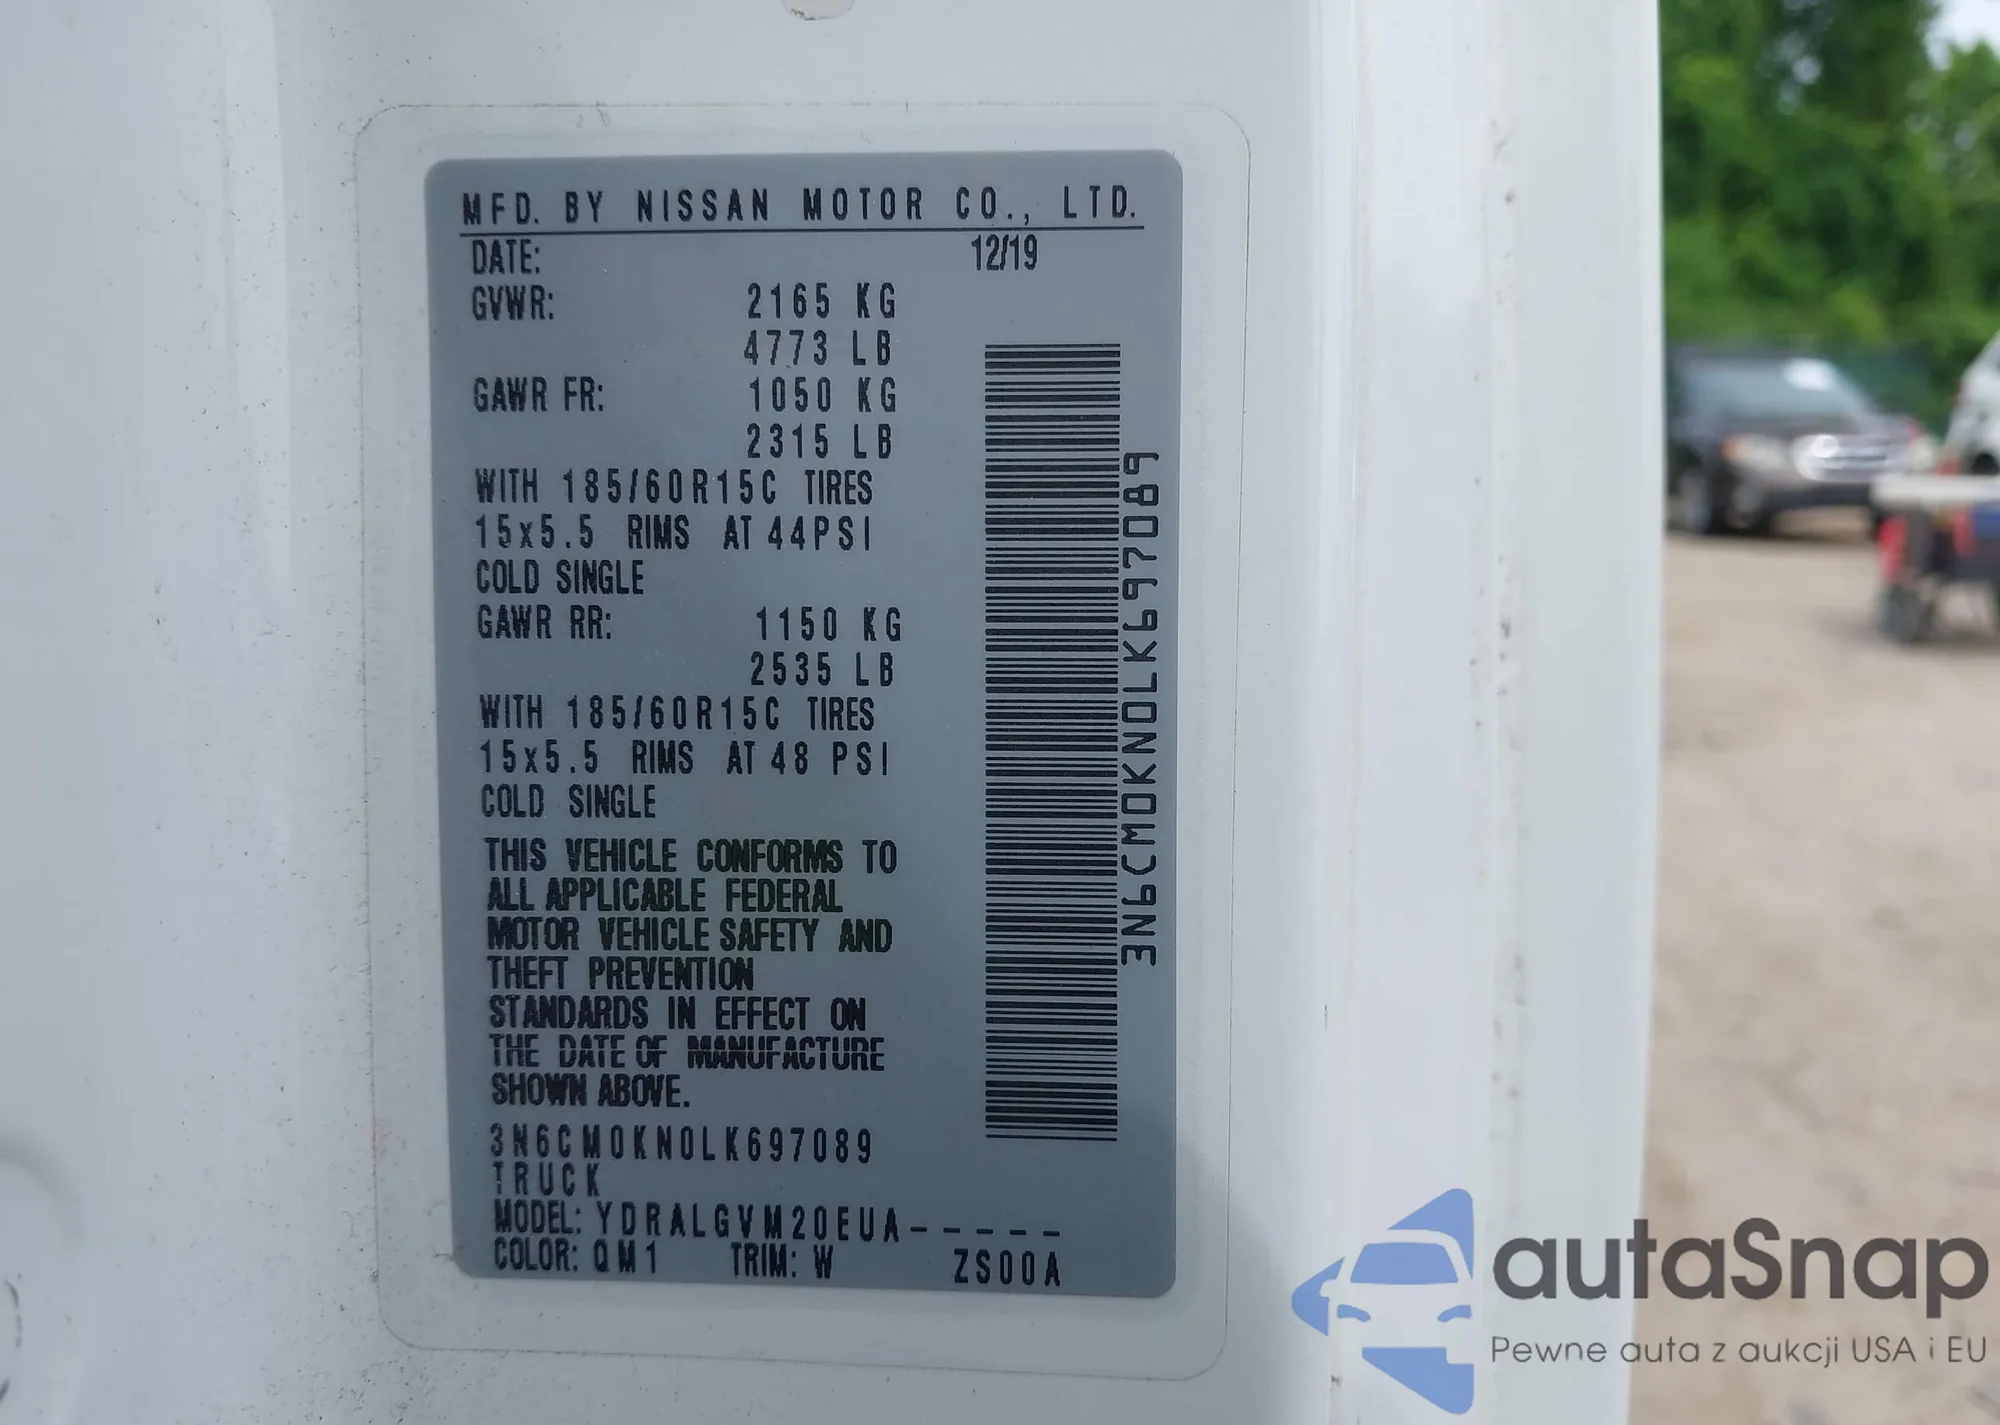 MFD. BY NISSAN MOTOR CO., LTD.
DATE: 12/19
GVWR: 2165 KG
4773 LB
GAWR FR: 1050 KG
2315 LB
WITH 185/60R15C TIRES
15x5.5 RIMS AT 44PSI
COLD SINGLE
GAWR RR: 1150 KG
2535 LB
WITH 185/60R15C TIRES
15x5.5 RIMS AT 48 PSI
COLD SINGLE
THIS VEHICLE CONFORMS TO
ALL APPLICABLE FEDERAL
MOTOR VEHICLE SAFETY AND
THEFT PREVENTION
STANDARDS IN EFFECT ON
THE DATE OF MANUFACTURE
SHOWN ABOVE.
3N6CM0KN0LK697089
TRUCK
MODEL: YDRALGVM20EUA-----
COLOR: QM1 TRIM: W ZS00A
3N6CM0KN0LK697089
autaSnap
Pewne auta z aukcji USA i EU